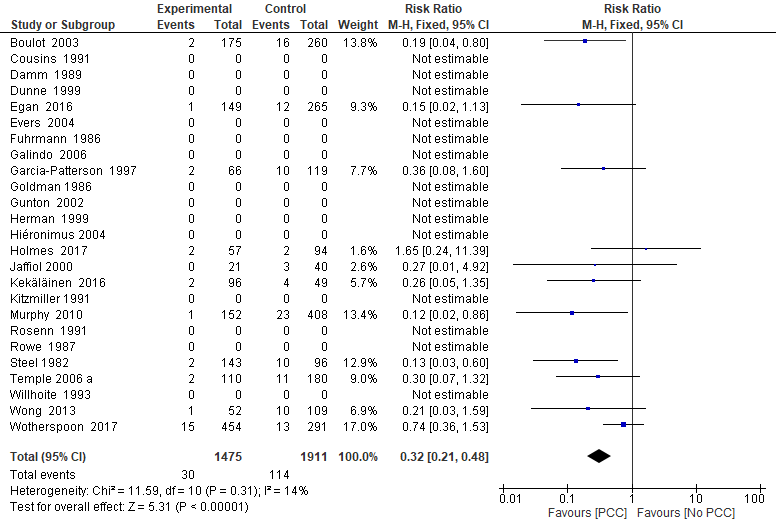 Experimental Control Risk Ratio Risk Ratio
Study or Subgroup Events Total Events Total Weight M-H, Fixed, 95% CI M-H, Fixed, 95% CI
Boulot 2003 2 175 16 260 13.8% 0.19 [0.04, 0.80]
Cousins 1991 0 0 0 0 Not estimable
Damm 1989 0 0 0 0 Not estimable
Dunne 1999 0 0 0 0 Not estimable
Egan 2016 1 149 12 265 9.3% 0.15 [0.02, 1.13]
Evers 2004 0 0 0 0 Not estimable
Fuhrmann 1986 0 0 0 0 Not estimable
Galindo 2006 0 0 0 0 Not estimable
Garcia-Patterson 1997 2 66 10 119 7.7% 0.36 [0.08, 1.60]
Goldman 1986 0 0 0 0 Not estimable
Gunton 2002 0 0 0 0 Not estimable
Herman 1999 0 0 0 0 Not estimable
Hiéronimus 2004 0 0 0 0 Not estimable
Holmes 2017 2 57 2 94 1.6% 1.65 [0.24, 11.39]
Jaffiol 2000 0 21 3 40 2.6% 0.27 [0.01, 4.92]
Kekäläinen 2016 2 96 4 49 5.7% 0.26 [0.05, 1.35]
Kitzmiller 1991 0 0 0 0 Not estimable
Murphy 2010 1 152 23 408 13.4% 0.12 [0.02, 0.86]
Rosenn 1991 0 0 0 0 Not estimable
Rowe 1987 0 0 0 0 Not estimable
Steel 1982 2 143 10 96 12.9% 0.13 [0.03, 0.60]
Temple 2006 a 2 110 11 180 9.0% 0.30 [0.07, 1.32]
Willhoite 1993 0 0 0 0 Not estimable
Wong 2013 1 52 10 109 6.9% 0.21 [0.03, 1.59]
Wotherspoon 2017 15 454 13 291 17.0% 0.74 [0.36, 1.53]
Total (95% CI) 1475 1911 100.0% 0.32 [0.21, 0.48]
Total events 30 114
Heterogeneity: Chi² = 11.59, df = 10 (P = 0.31); I² = 14%
Test for overall effect: Z = 5.31 (P < 0.00001)
0.01 0.1 1 10 100
Favours [PCC] Favours [No PCC]